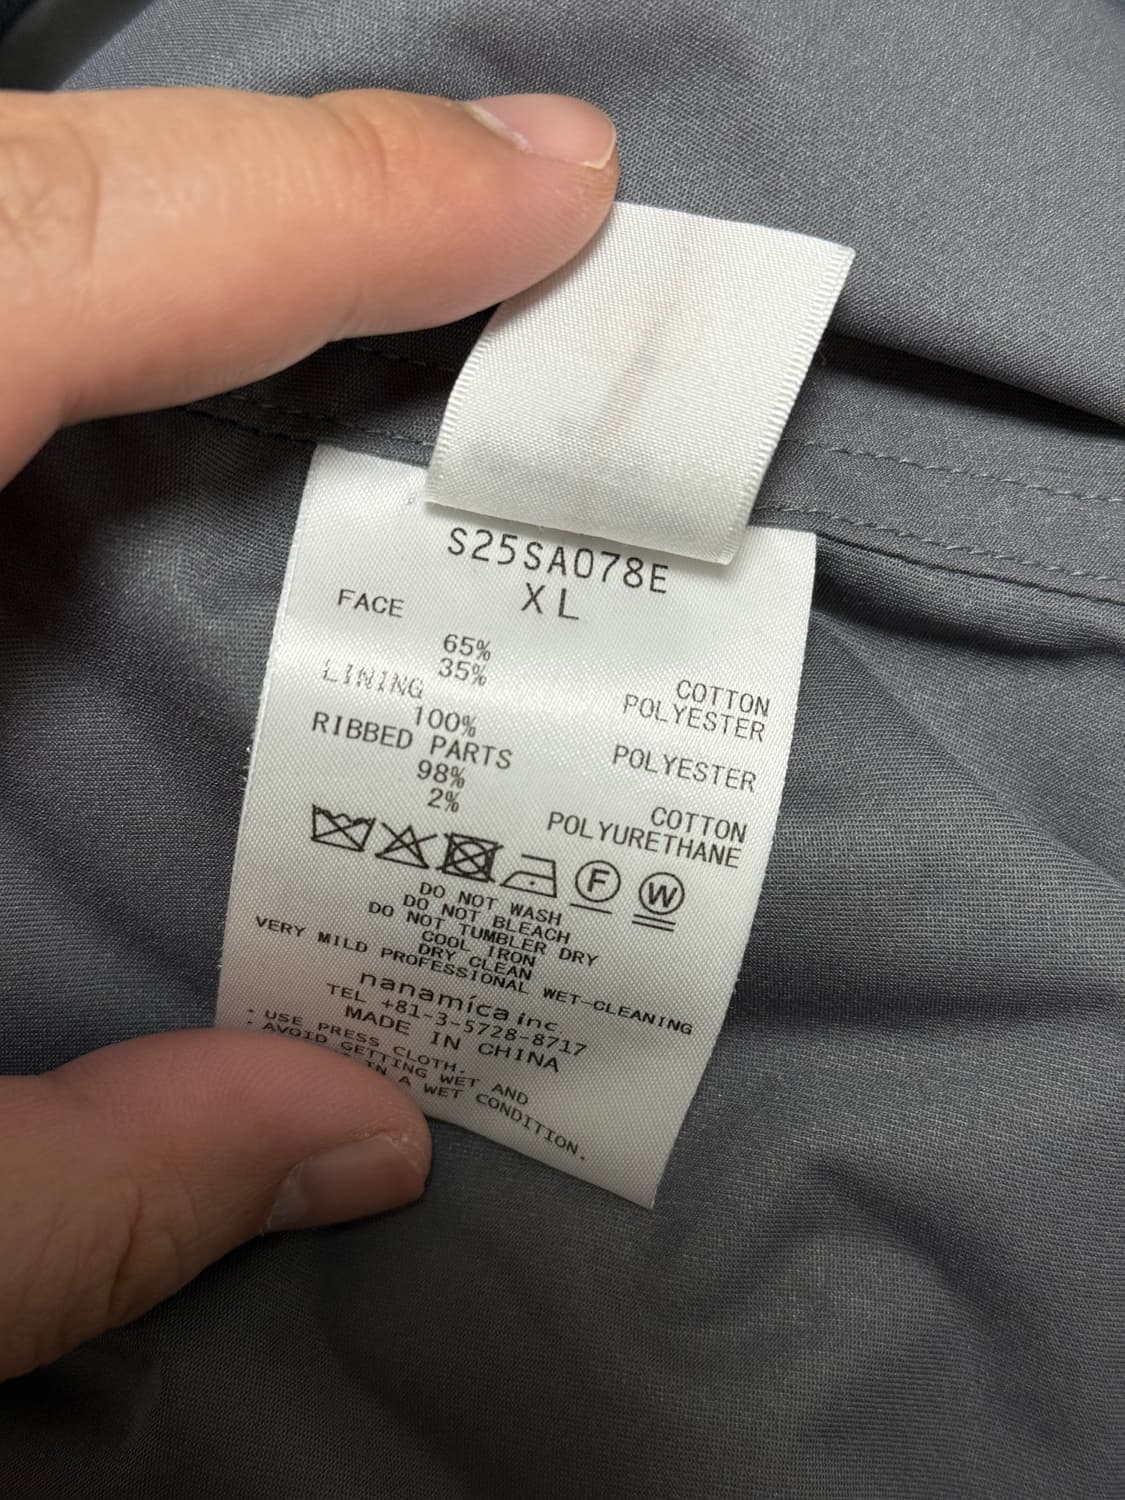 S25SA078E
XL
FACE
65% COTTON
35% POLYESTER
LINING
100% POLYESTER
RIBBED PARTS
98% COTTON
2% POLYURETHANE
F W
DO NOT WASH
DO NOT BLEACH
DO NOT TUMBLER DRY
COOL IRON
DRY CLEAN
VERY MILD PROFESSIONAL WET-CLEANING
nanamica inc.
TEL +81-3-5728-8717
MADE IN CHINA
・USE PRESS CLOTH.
・AVOID GETTING WET AND
IN A WET CONDITION.